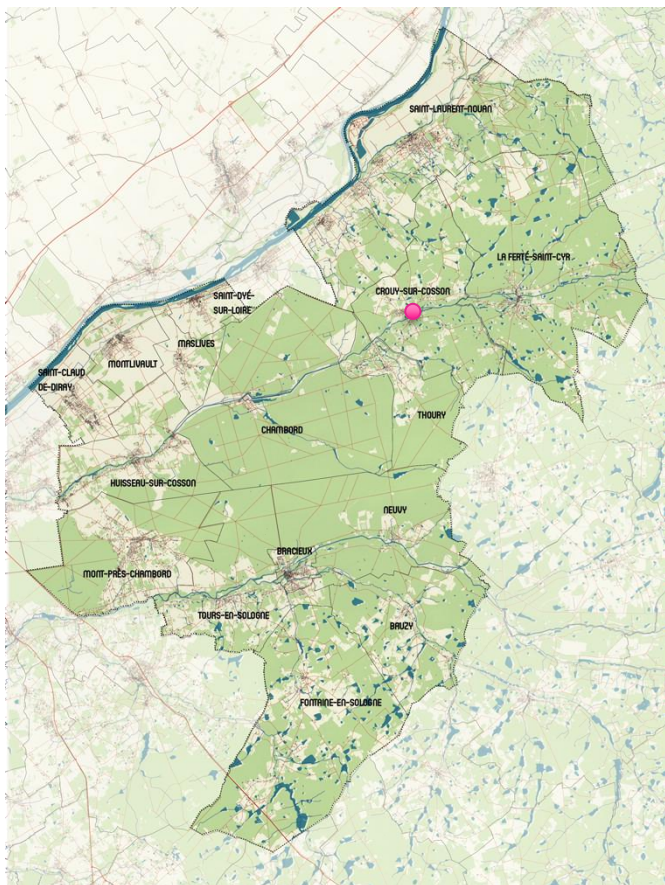 SAINT-LAURENT-NOUAN
LA FERTÉ-SAINT-CYR
CROUY-SUR-COSSON
SAINT-DYÉ-
SUR-LOIRE
MASLIVES
MONTLIVAULT
SAINT-CLAUD
DE-DIRAY
THOURY
CHAMBORD
HUISSEAU-SUR-COSSON
NEUVY
BRACIEUX
MONT-PRÈS-CHAMBORD
TOURS-EN-SOLOGNE
BAUZY
FONTAINE-EN-SOLOGNE